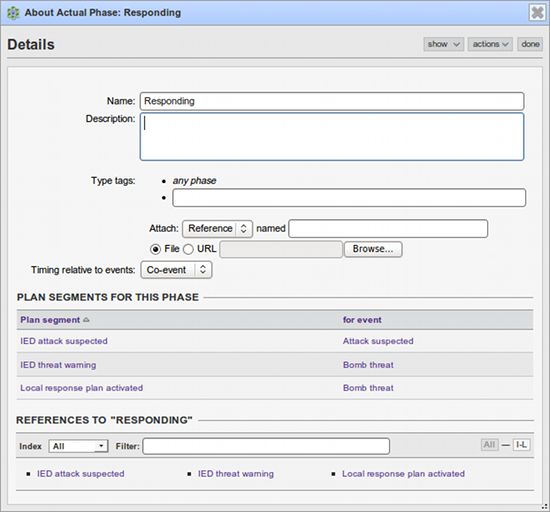 About Actual Phase: Responding
Details
show actions done
Name: Responding
Description:
Type tags: • any phase
•
Attach: Reference named
File URL Browse...
Timing relative to events: Co-event
PLAN SEGMENTS FOR THIS PHASE
Plan segment for event
IED attack suspected Attack suspected
IED threat warning Bomb threat
Local response plan activated Bomb threat
REFERENCES TO "RESPONDING"
Index All Filter: All — I-L
▪ IED attack suspected ▪ IED threat warning ▪ Local response plan activated